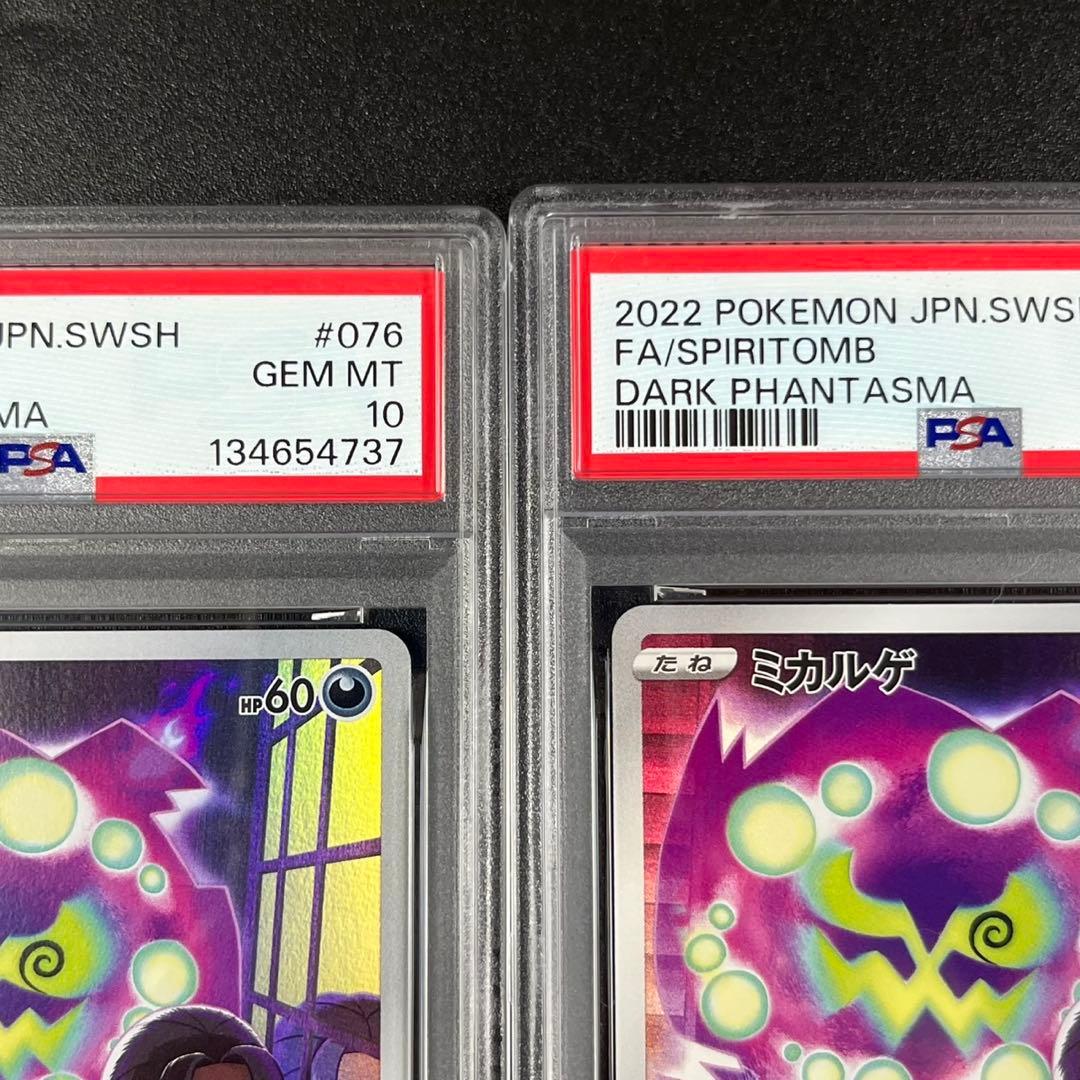 JPN.SWSH #076
GEM MT
MA 10
PSA 134654737
HP60
2022 POKEMON JPN.SWSH
FA/SPIRITOMB
DARK PHANTASMA
PSA
たね ミカルゲ